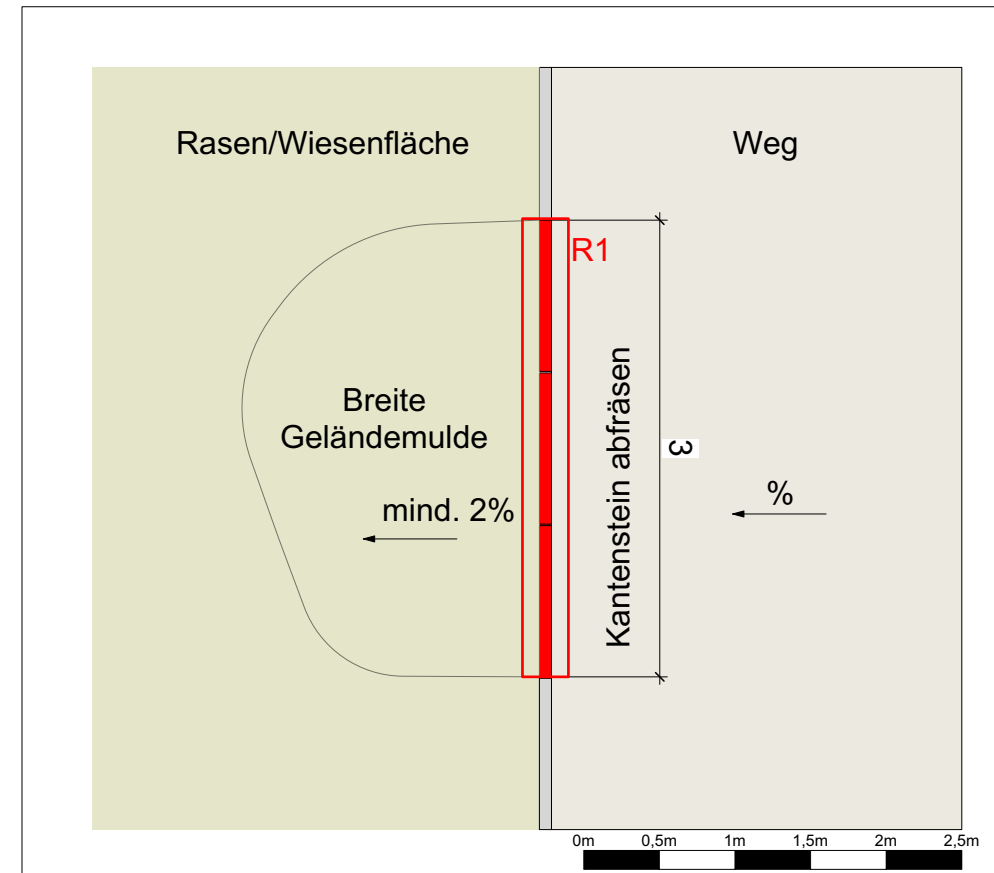 Rasen/Wiesenfläche
Weg
R1
Breite
Geländemulde
Kantenstein abfräsen
3
mind. 2%
%
0m 0,5m 1m 1,5m 2m 2,5m